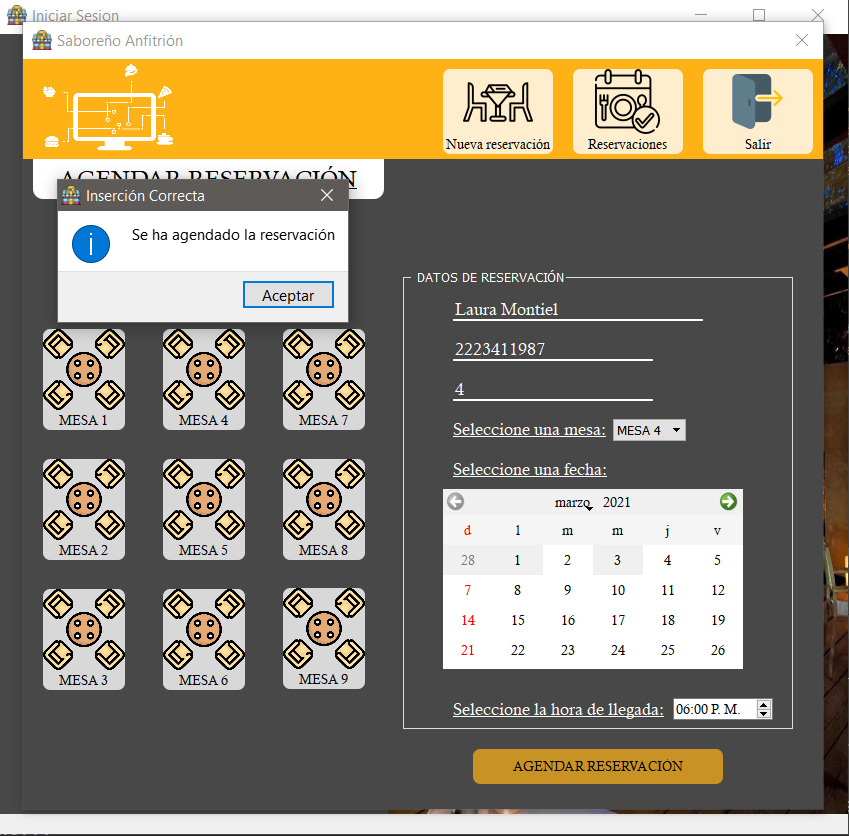 Iniciar Sesion
Saboreño Anfitrión
Nueva reservación
Reservaciones
Salir
AGENDAR RESERVACIÓN
Inserción Correcta
Se ha agendado la reservación
Aceptar
MESA 1
MESA 4
MESA 7
MESA 2
MESA 5
MESA 8
MESA 3
MESA 6
MESA 9
DATOS DE RESERVACIÓN
Laura Montiel
2223411987
4
Seleccione una mesa: MESA 4
Seleccione una fecha:
marzo 2021
d l m m j v
28 1 2 3 4 5
7 8 9 10 11 12
14 15 16 17 18 19
21 22 23 24 25 26
Seleccione la hora de llegada: 06:00 P. M.
AGENDAR RESERVACIÓN